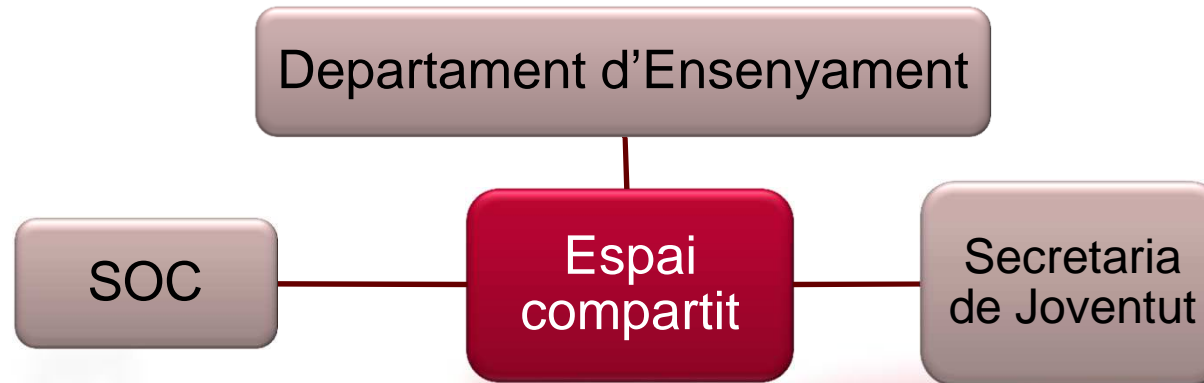 Departament d’Ensenyament
SOC
Espai
compartit
Secretaria
de Joventut